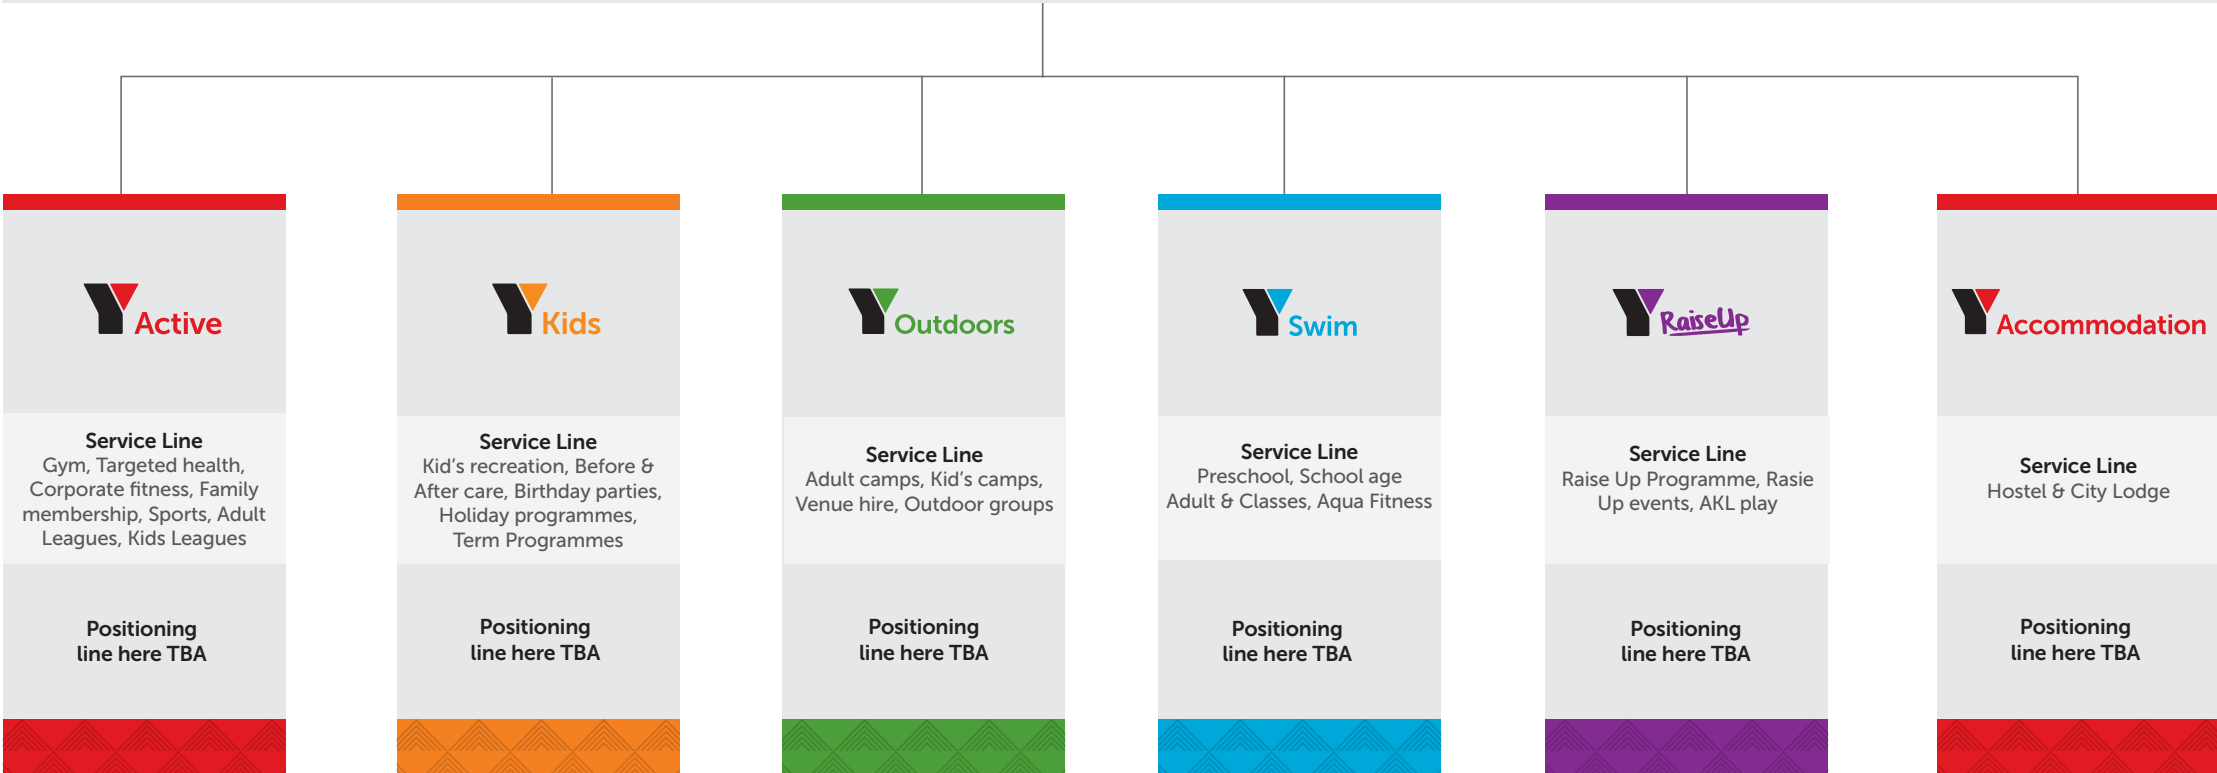 Y Active
Service Line
Gym, Targeted health,
Corporate fitness, Family
membership, Sports, Adult
Leagues, Kids Leagues
Positioning
line here TBA
Y Kids
Service Line
Kid's recreation, Before &
After care, Birthday parties,
Holiday programmes,
Term Programmes
Positioning
line here TBA
Y Outdoors
Service Line
Adult camps, Kid's camps,
Venue hire, Outdoor groups
Positioning
line here TBA
Y Swim
Service Line
Preschool, School age
Adult & Classes, Aqua Fitness
Positioning
line here TBA
Y RaiseUp
Service Line
Raise Up Programme, Rasie
Up events, AKL play
Positioning
line here TBA
Y Accommodation
Service Line
Hostel & City Lodge
Positioning
line here TBA